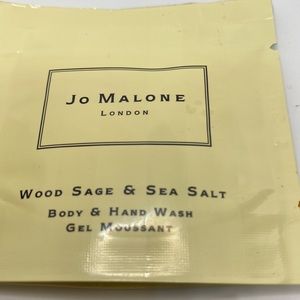 Jo Malone
London
Wood Sage & Sea Salt
Body & Hand Wash
Gel Moussant